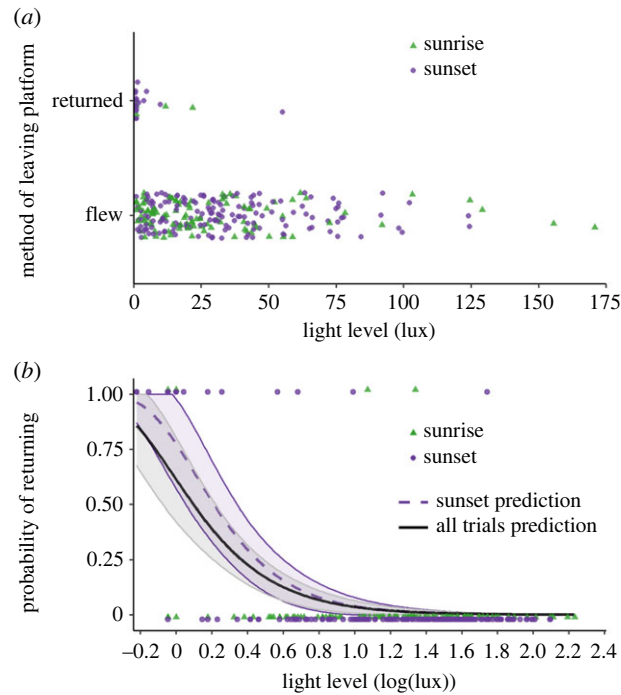 (a)
method of leaving platform
returned
flew
sunrise
sunset
0 25 50 75 100 125 150 175
light level (lux)
(b)
probability of returning
1.00
0.75
0.50
0.25
0
sunrise
sunset
sunset prediction
all trials prediction
−0.2 0 0.2 0.4 0.6 0.8 1.0 1.2 1.4 1.6 1.8 2.0 2.2 2.4
light level (log(lux))